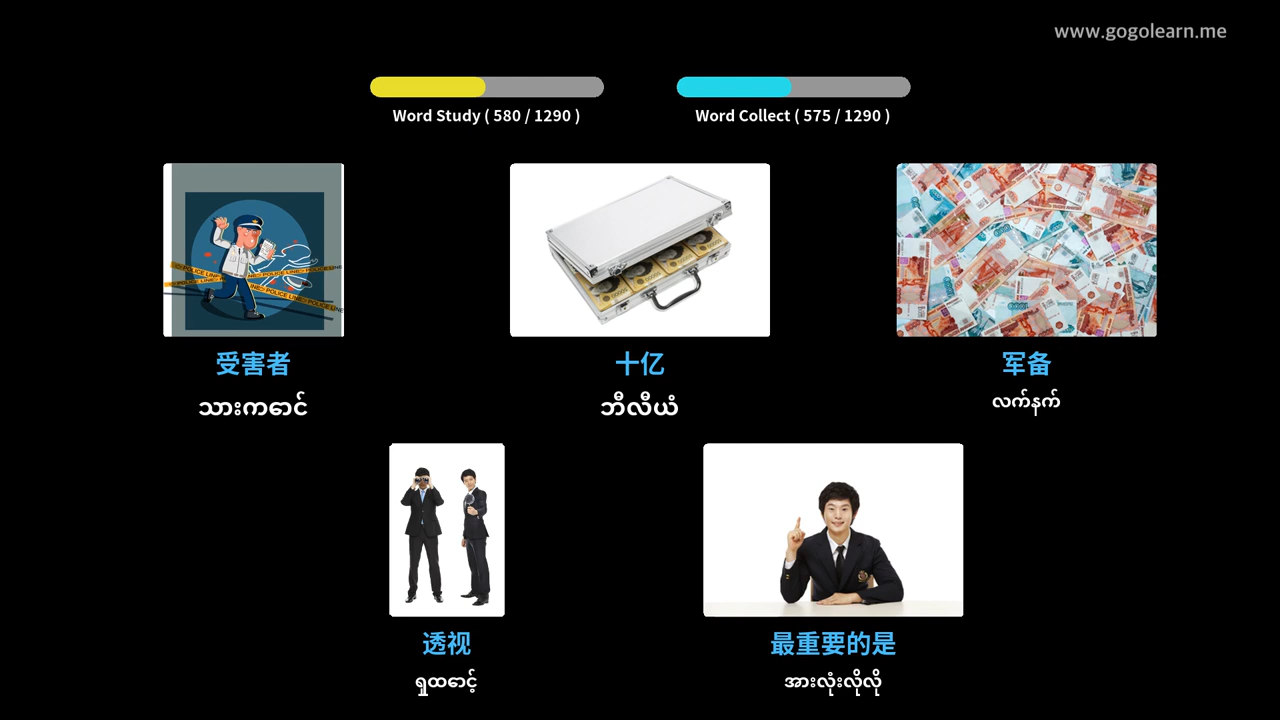 www.gogolearn.me
Word Study ( 580 / 1290 )
Word Collect ( 575 / 1290 )
受害者
သားကောင်
十亿
ဘီလီယံ
军备
လက်နက်
透视
ရှုထောင့်
最重要的是
အားလုံးလိုလို